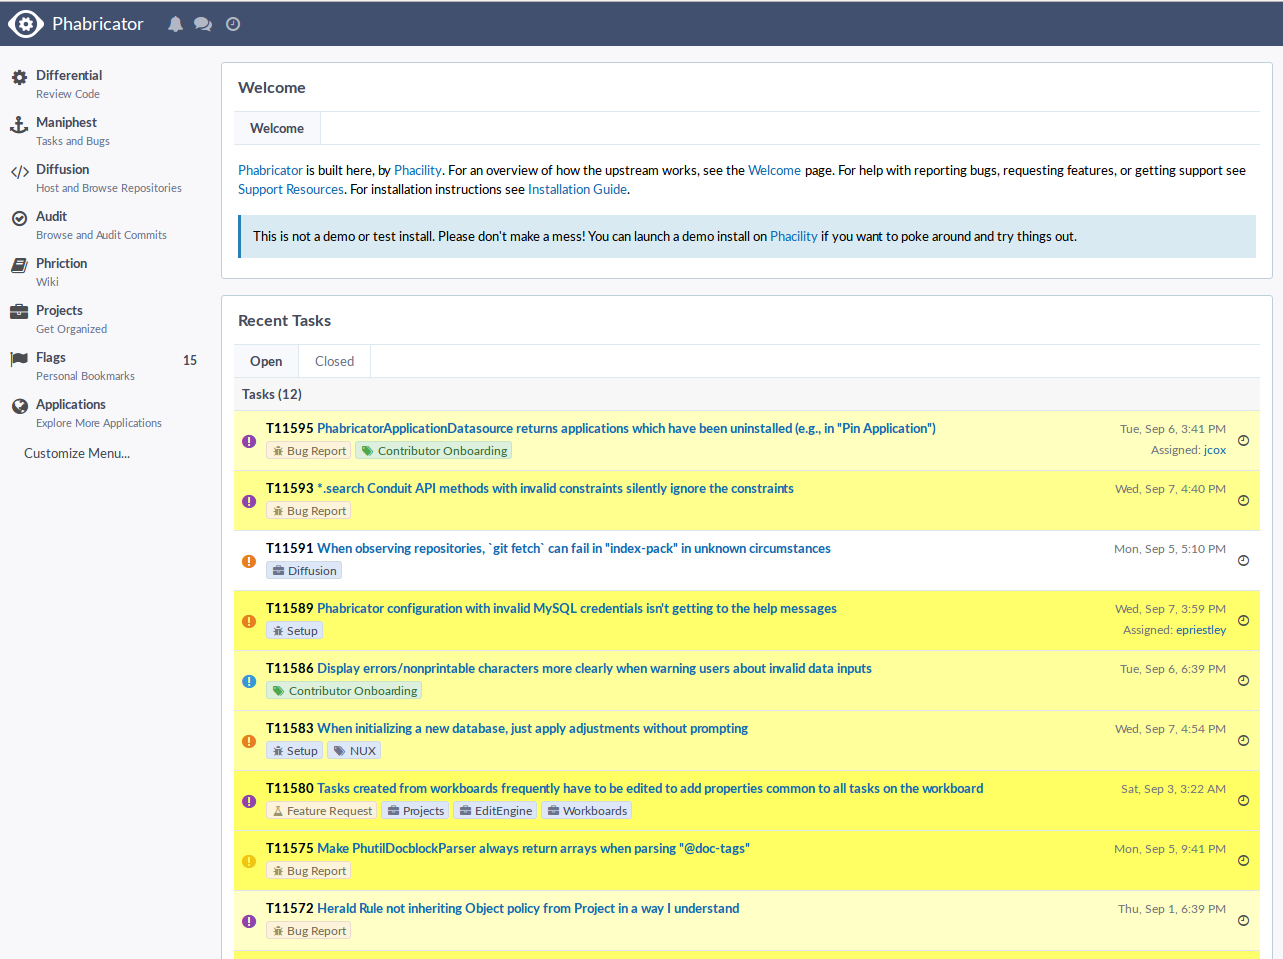 Phabricator
Differential
Review Code
Maniphest
Tasks and Bugs
Diffusion
Host and Browse Repositories
Audit
Browse and Audit Commits
Phriction
Wiki
Projects
Get Organized
Flags 15
Personal Bookmarks
Applications
Explore More Applications
Customize Menu...
Welcome
Welcome
Phabricator is built here, by Phacility. For an overview of how the upstream works, see the Welcome page. For help with reporting bugs, requesting features, or getting support see
Support Resources. For installation instructions see Installation Guide.
This is not a demo or test install. Please don't make a mess! You can launch a demo install on Phacility if you want to poke around and try things out.
Recent Tasks
Open Closed
Tasks (12)
T11595 PhabricatorApplicationDatasource returns applications which have been uninstalled (e.g., in "Pin Application") Tue, Sep 6, 3:41 PM
Bug Report Contributor Onboarding Assigned: jcox
T11593 *.search Conduit API methods with invalid constraints silently ignore the constraints Wed, Sep 7, 4:40 PM
Bug Report
T11591 When observing repositories, `git fetch` can fail in "index-pack" in unknown circumstances Mon, Sep 5, 5:10 PM
Diffusion
T11589 Phabricator configuration with invalid MySQL credentials isn't getting to the help messages Wed, Sep 7, 3:59 PM
Setup Assigned: epriestley
T11586 Display errors/nonprintable characters more clearly when warning users about invalid data inputs Tue, Sep 6, 6:39 PM
Contributor Onboarding
T11583 When initializing a new database, just apply adjustments without prompting Wed, Sep 7, 4:54 PM
Setup NUX
T11580 Tasks created from workboards frequently have to be edited to add properties common to all tasks on the workboard Sat, Sep 3, 3:22 AM
Feature Request Projects EditEngine Workboards
T11575 Make PhutilDocblockParser always return arrays when parsing "@doc-tags" Mon, Sep 5, 9:41 PM
Bug Report
T11572 Herald Rule not inheriting Object policy from Project in a way I understand Thu, Sep 1, 6:39 PM
Bug Report